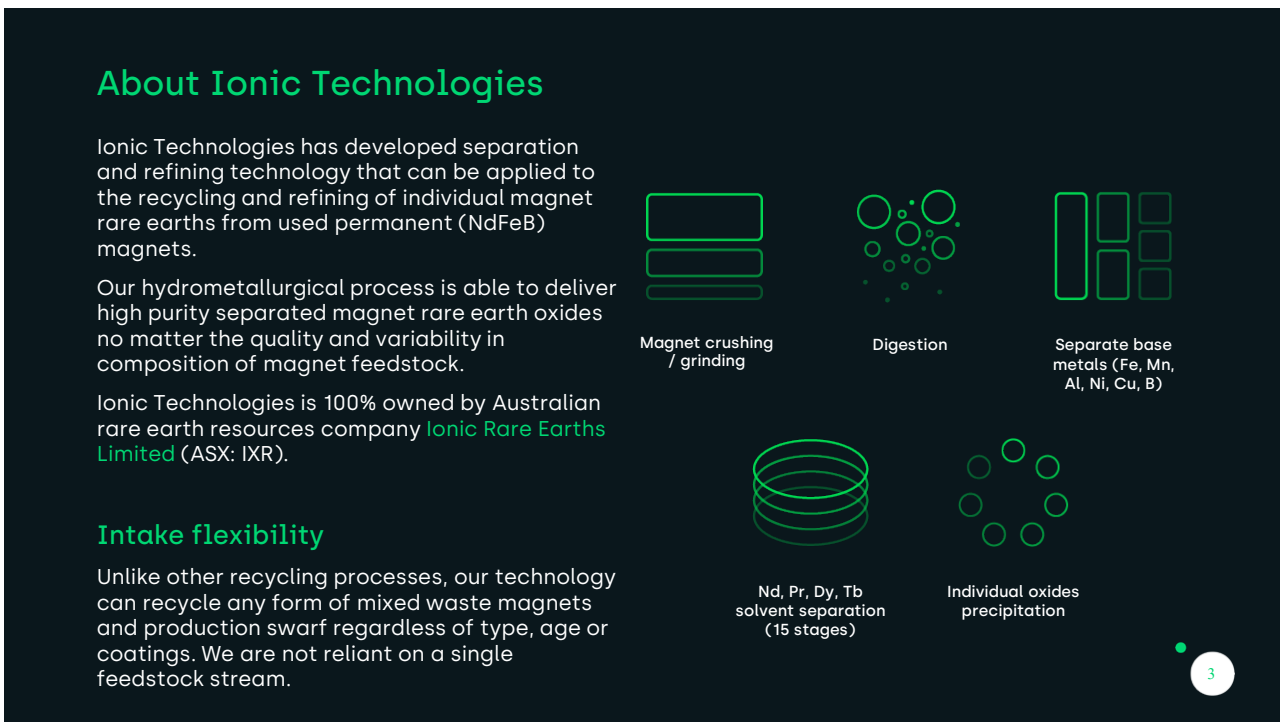 About Ionic Technologies
Ionic Technologies has developed separation
and refining technology that can be applied to
the recycling and refining of individual magnet
rare earths from used permanent (NdFeB)
magnets.
Our hydrometallurgical process is able to deliver
high purity separated magnet rare earth oxides
no matter the quality and variability in
composition of magnet feedstock.
Ionic Technologies is 100% owned by Australian
rare earth resources company Ionic Rare Earths
Limited (ASX: IXR).
Intake flexibility
Unlike other recycling processes, our technology
can recycle any form of mixed waste magnets
and production swarf regardless of type, age or
coatings. We are not reliant on a single
feedstock stream.
Magnet crushing
/ grinding
Digestion
Separate base
metals (Fe, Mn,
Al, Ni, Cu, B)
Nd, Pr, Dy, Tb
solvent separation
(15 stages)
Individual oxides
precipitation
3